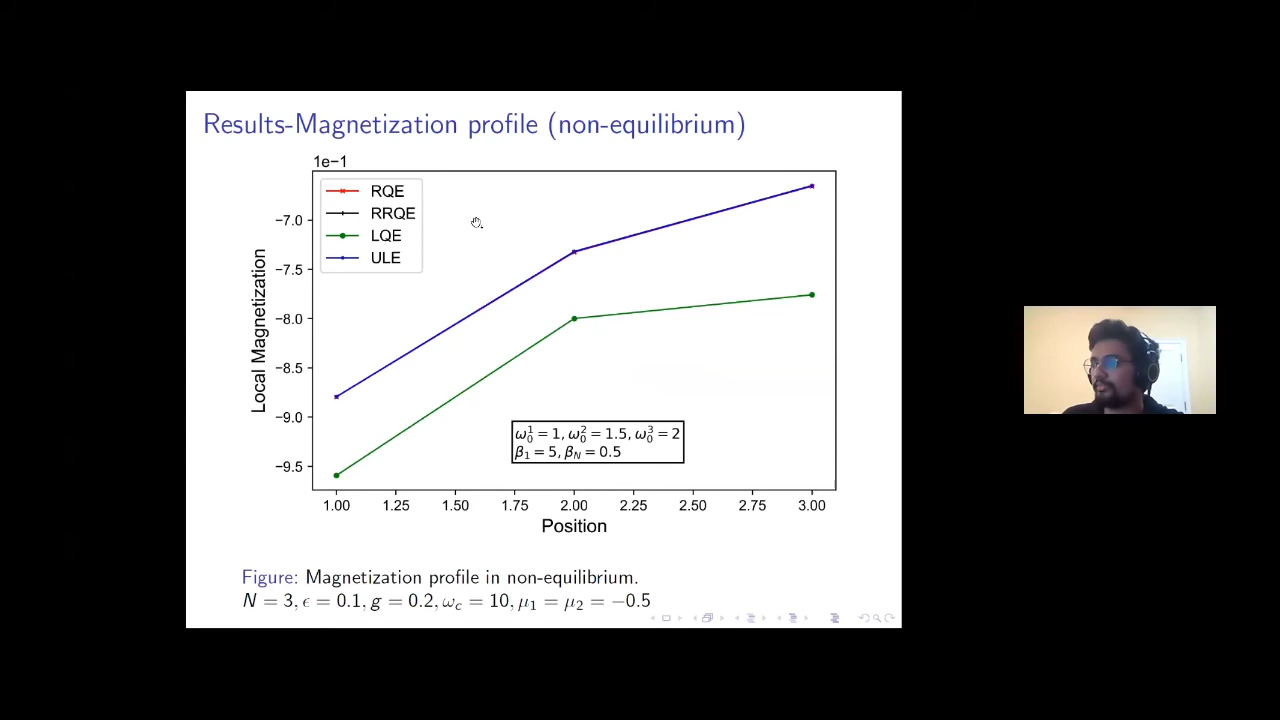 Results-Magnetization profile (non-equilibrium)
1e−1
RQE
RRQE
LQE
ULE
−7.0
−7.5
−8.0
−8.5
−9.0
−9.5
Local Magnetization
ω₀¹ = 1, ω₀² = 1.5, ω₀³ = 2
β₁ = 5, β_N = 0.5
1.00 1.25 1.50 1.75 2.00 2.25 2.50 2.75 3.00
Position
Figure: Magnetization profile in non-equilibrium.
N = 3, ϵ = 0.1, g = 0.2, ω_c = 10, μ₁ = μ₂ = −0.5